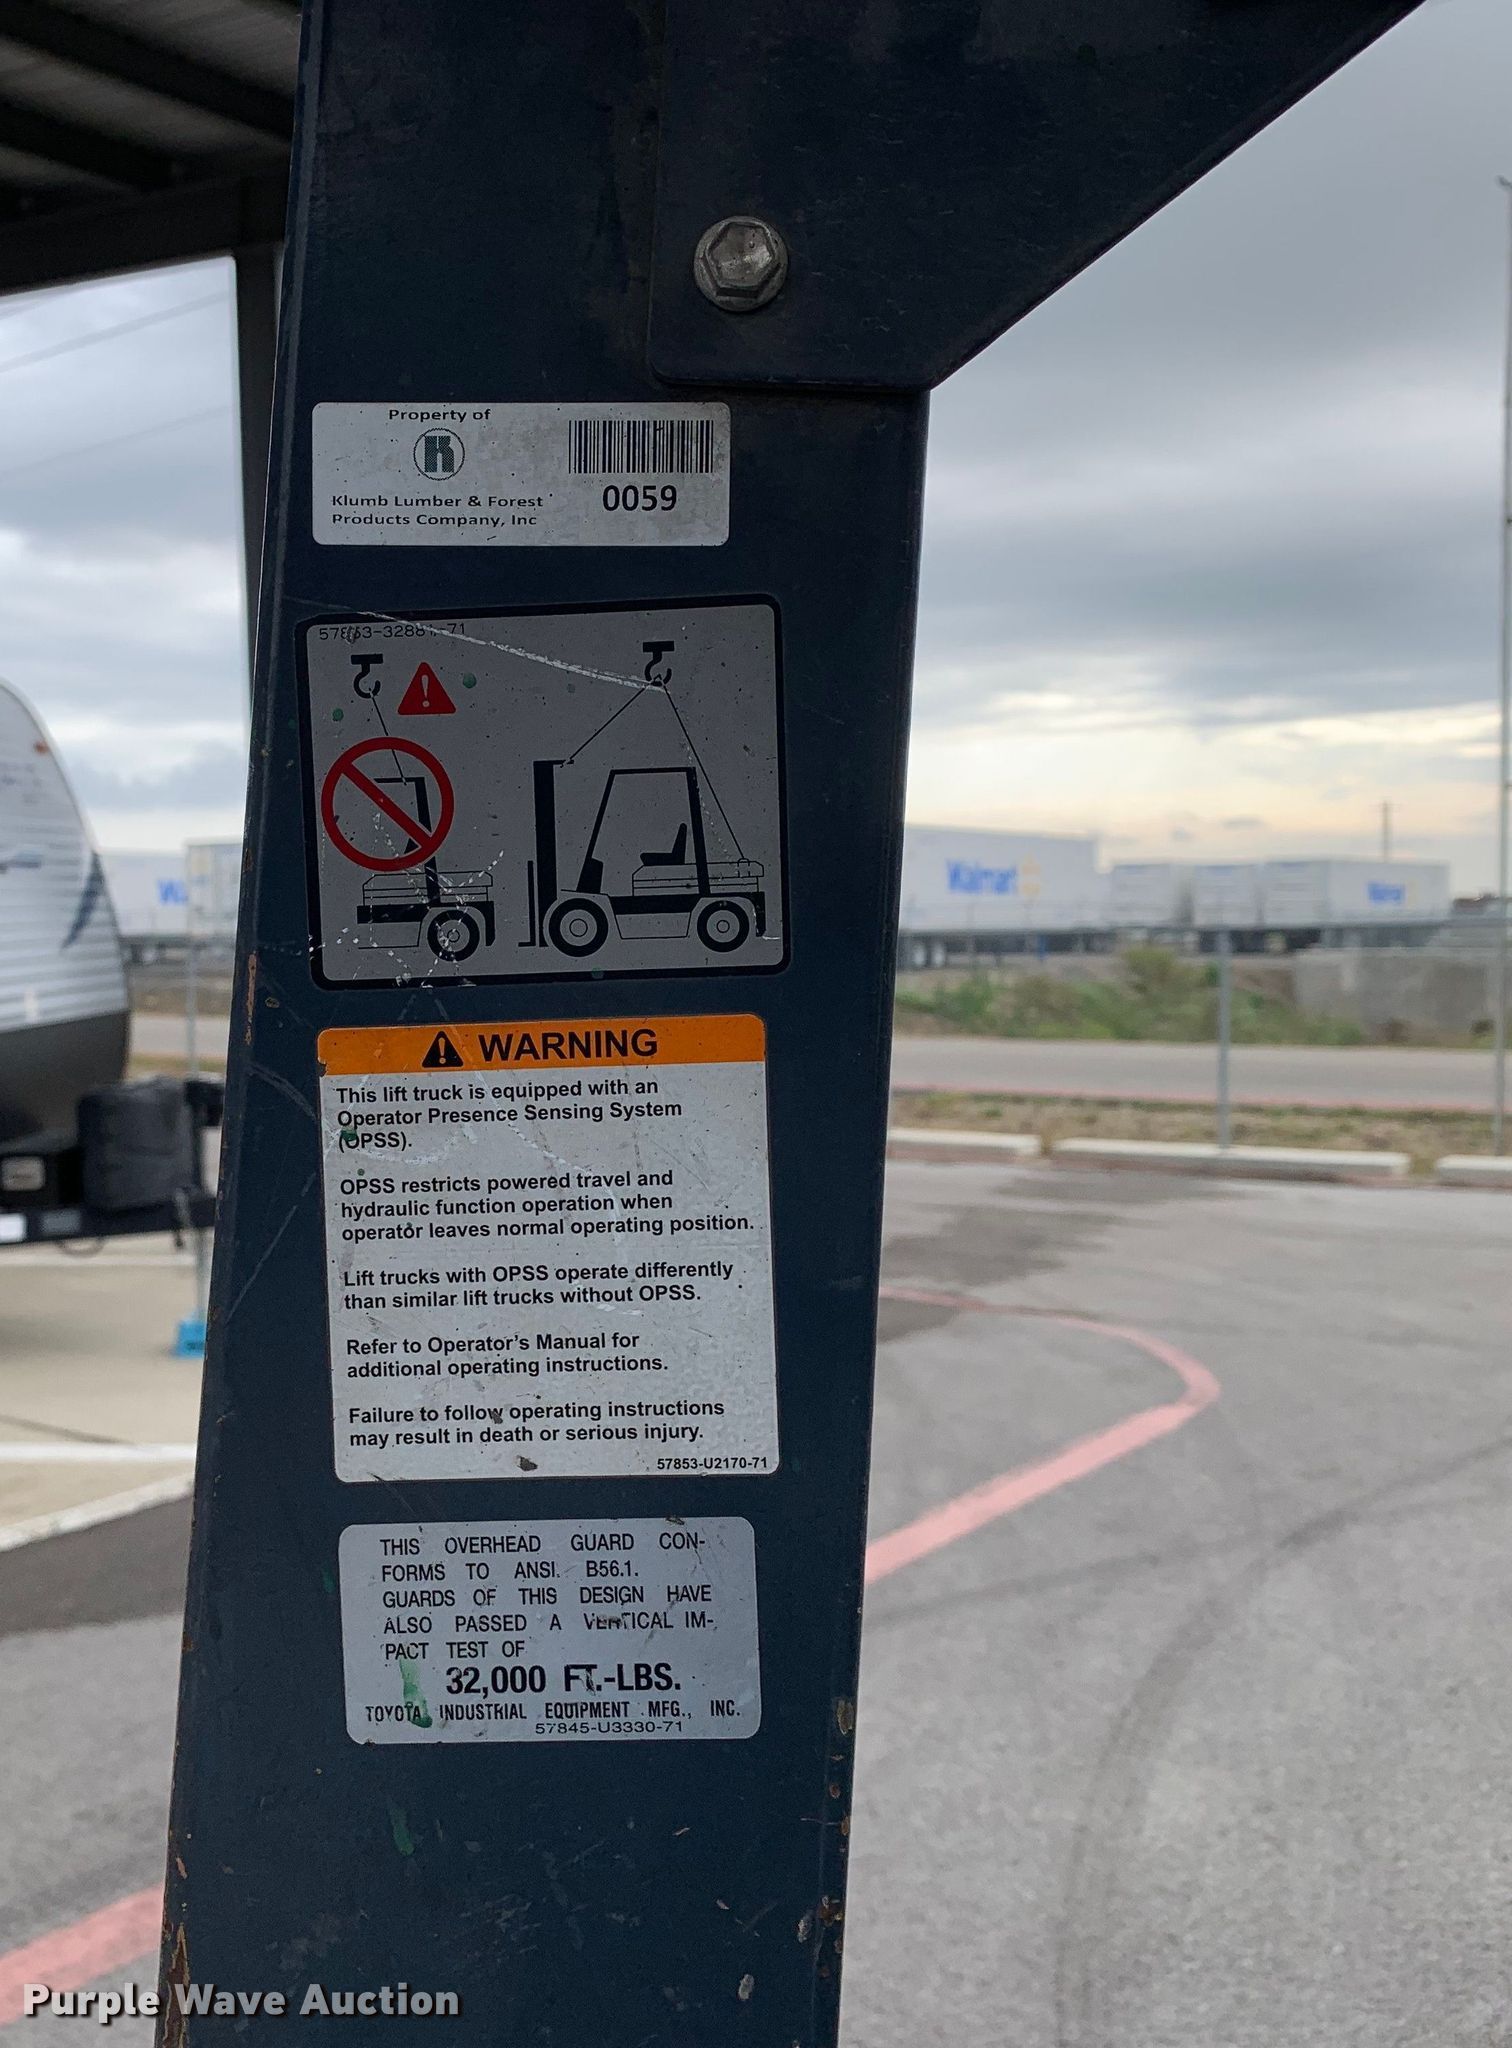 Property of
K
Klumb Lumber & Forest
Products Company, Inc
0059
WARNING
This lift truck is equipped with an
Operator Presence Sensing System
(OPSS).
OPSS restricts powered travel and
hydraulic function operation when
operator leaves normal operating position.
Lift trucks with OPSS operate differently
than similar lift trucks without OPSS.
Refer to Operator's Manual for
additional operating instructions.
Failure to follow operating instructions
may result in death or serious injury.
57853-U2170-71
THIS OVERHEAD GUARD CON-
FORMS TO ANSI. B56.1.
GUARDS OF THIS DESIGN HAVE
ALSO PASSED A VERTICAL IM-
PACT TEST OF
32,000 FT.-LBS.
TOYOTA INDUSTRIAL EQUIPMENT MFG., INC.
57845-U3330-71
Walmart
Walmart
Purple Wave Auction